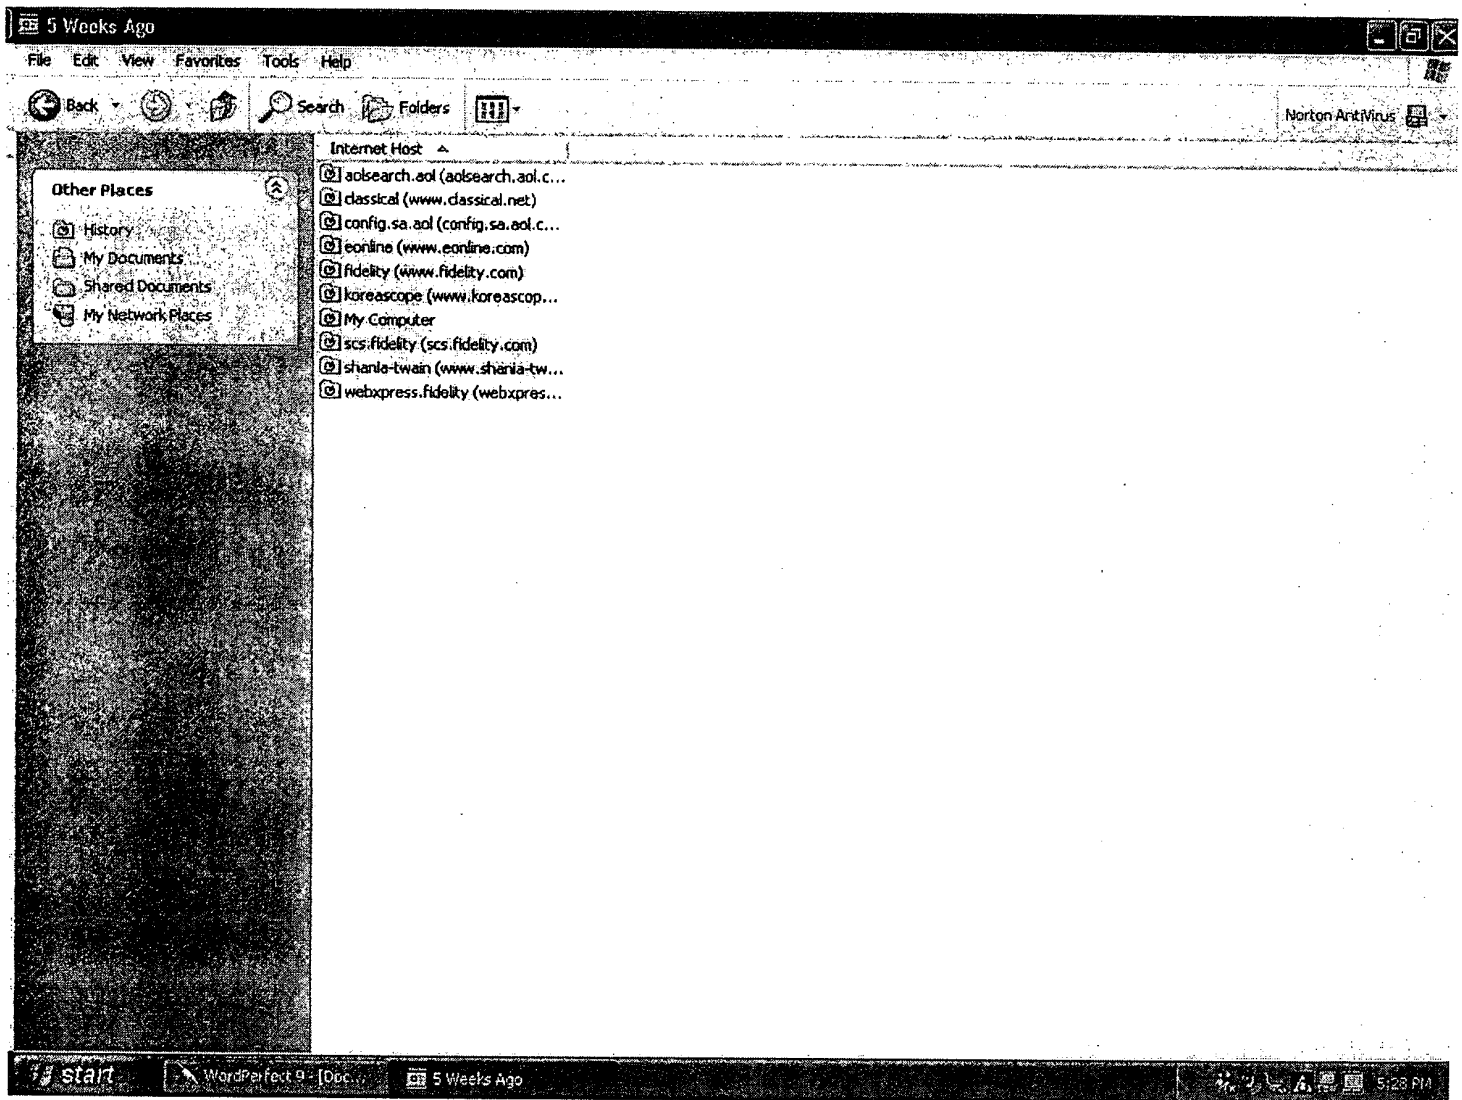 5 Weeks Ago
File Edit View Favorites Tools Help
Back Search Folders Norton AntiVirus
Internet Host
Other Places
History
My Documents
Shared Documents
My Network Places
aolsearch.aol (aolsearch.aol.c...
classical (www.classical.net)
config.sa.aol (config.sa.aol.c...
eonline (www.eonline.com)
fidelity (www.fidelity.com)
koreascope (www.koreascop...
My Computer
scs.fidelity (scs.fidelity.com)
shania-twain (www.shania-tw...
webxpress.fidelity (webxpres...
start WordPerfect 9 - [Doc... 5 Weeks Ago 5:28 PM